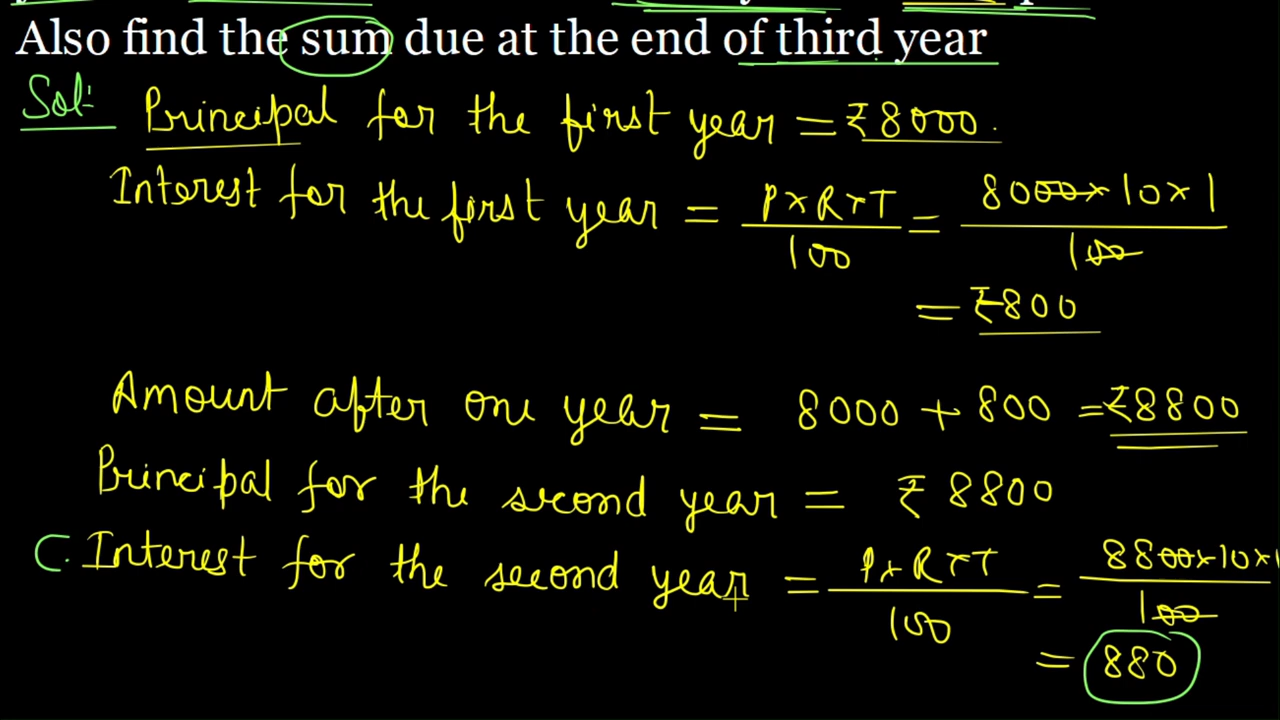 Also find the sum due at the end of third year
Sol:- Principal for the first year = ₹8000.
Interest for the first year = P×R×T/100 = 8000×10×1/100
= ₹800
Amount after one year = 8000 + 800 = ₹8800
Principal for the second year = ₹8800
C. Interest for the second year = P×R×T/100 = 8800×10×1/100
= 880